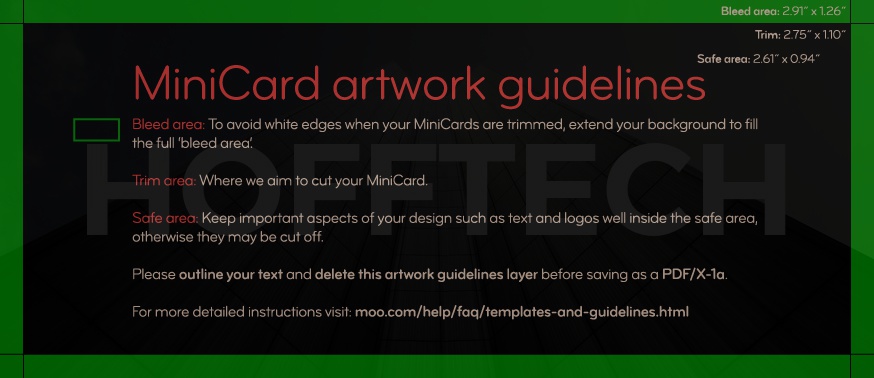 Bleed area: 2.91″ x 1.26″
Trim: 2.75″ x 1.10″
Safe area: 2.61″ x 0.94″
MiniCard artwork guidelines
Bleed area: To avoid white edges when your MiniCards are trimmed, extend your background to fill
the full ‘bleed area’.
Trim area: Where we aim to cut your MiniCard.
HOFFTECH
Safe area: Keep important aspects of your design such as text and logos well inside the safe area,
otherwise they may be cut off.
Please outline your text and delete this artwork guidelines layer before saving as a PDF/X-1a.
For more detailed instructions visit: moo.com/help/faq/templates-and-guidelines.html